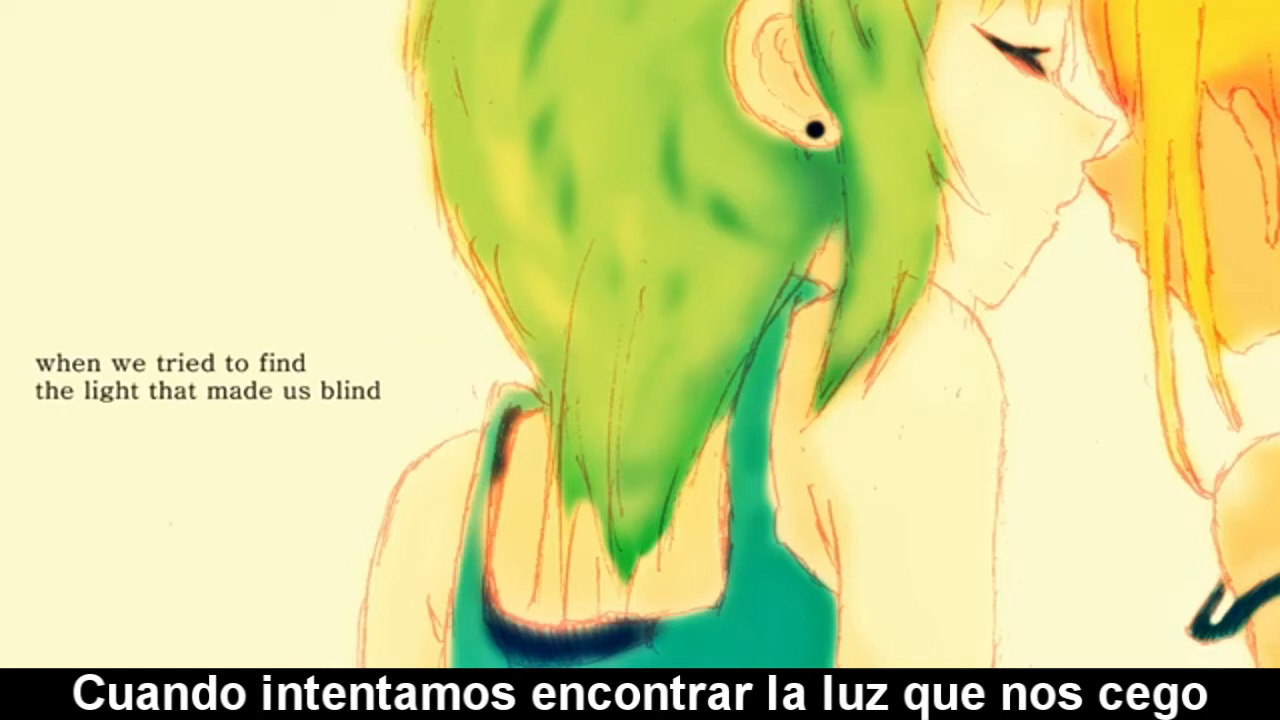 when we tried to find
the light that made us blind
Cuando intentamos encontrar la luz que nos cego